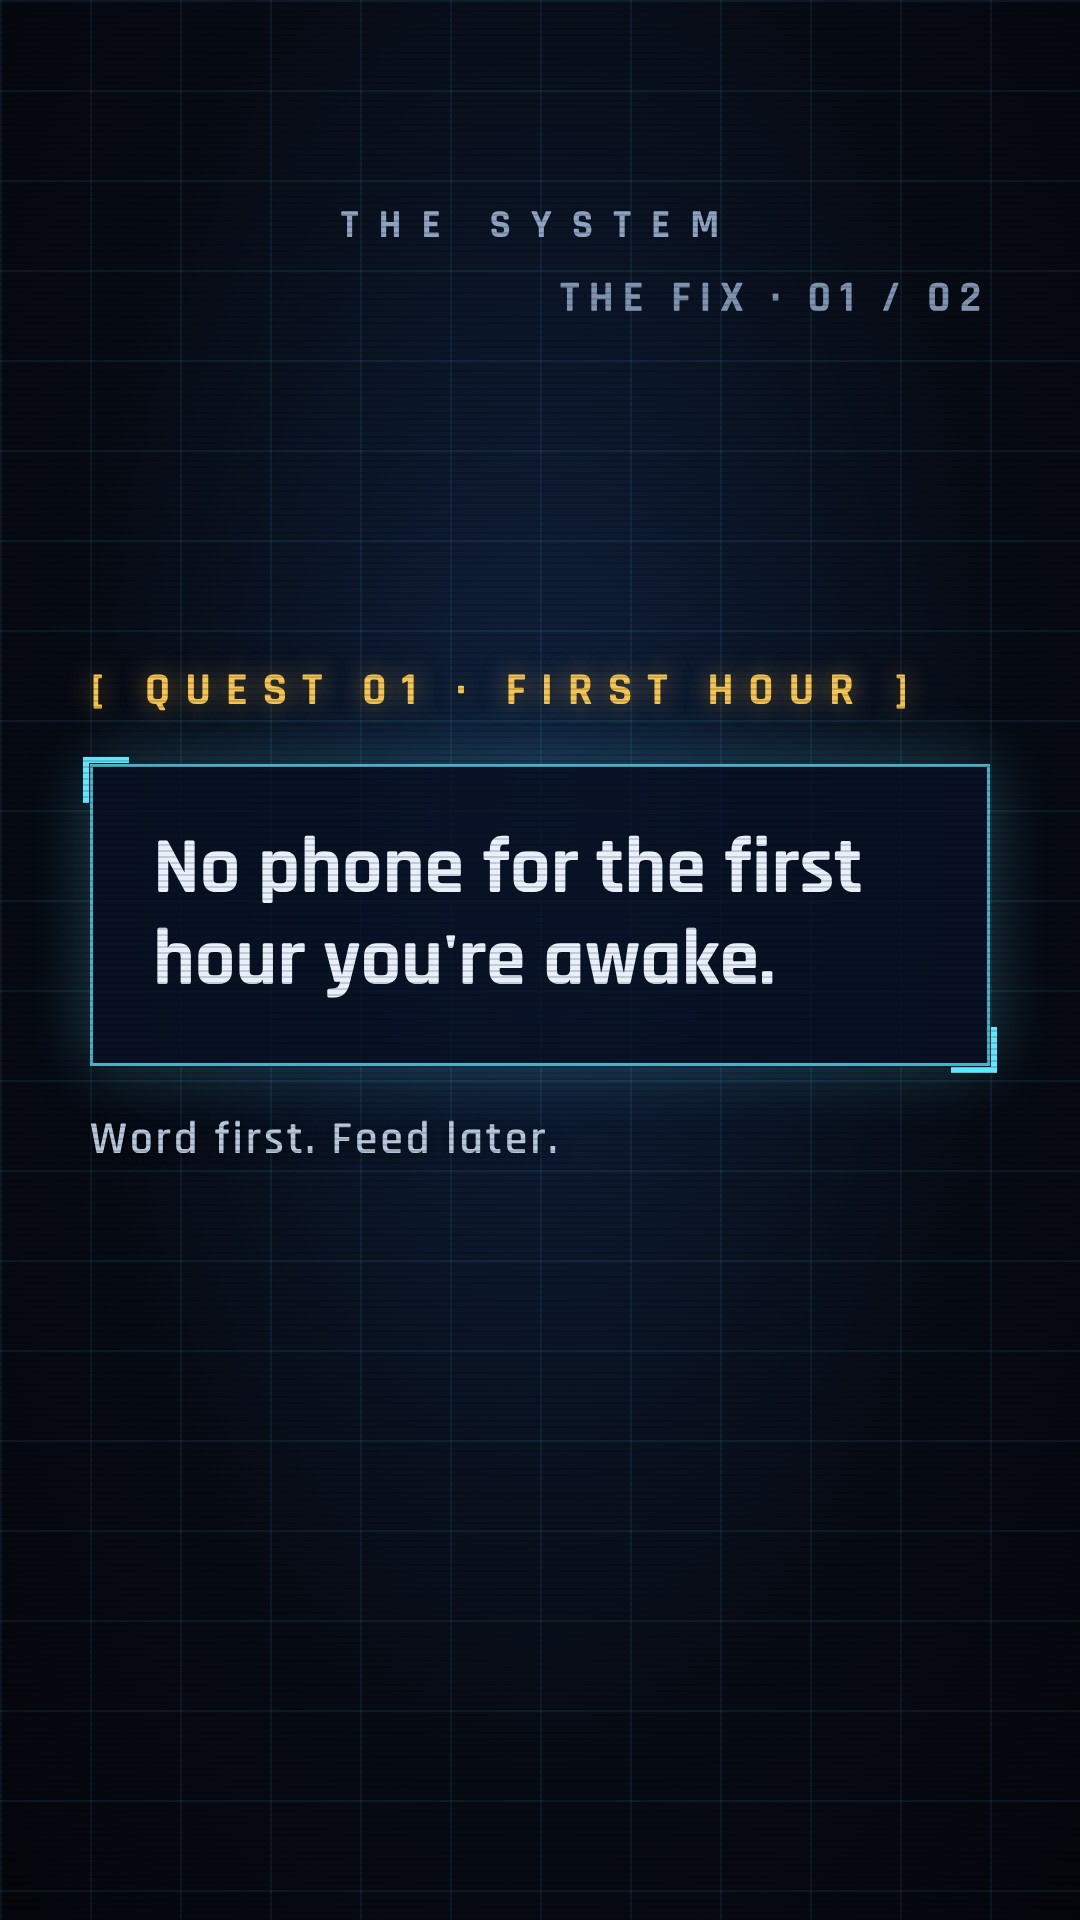 THE SYSTEM
THE FIX · 01 / 02
[ QUEST 01 · FIRST HOUR ]
No phone for the first
hour you're awake.
Word first. Feed later.